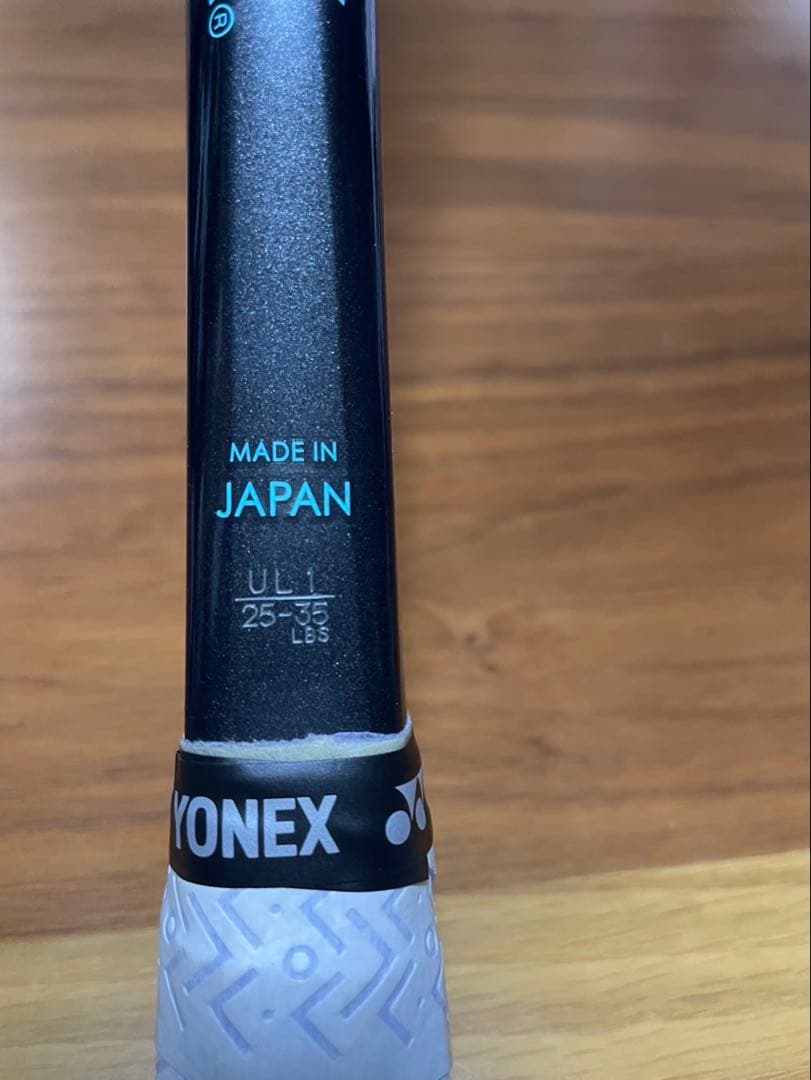 ®
MADE IN
JAPAN
UL1
25-35
LBS
YONEX